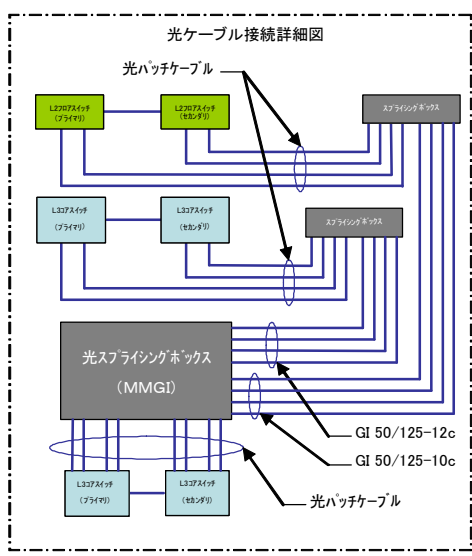 光ケーブル接続詳細図
光パッチケーブル
L2フロアスイッチ
(プライマリ)
L2フロアスイッチ
(セカンダリ)
スプライシングボックス
L3コアスイッチ
(プライマリ)
L3コアスイッチ
(セカンダリ)
スプライシングボックス
光スプライシングボックス
(MMGI)
GI 50/125-12c
GI 50/125-10c
L3コアスイッチ
(プライマリ)
L3コアスイッチ
(セカンダリ)
光パッチケーブル